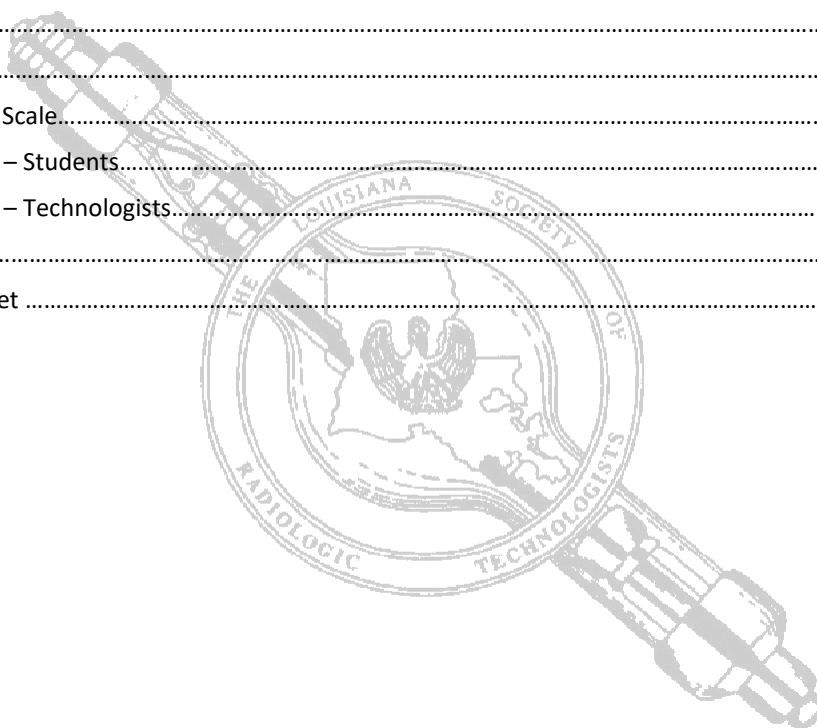 ……………………………………………………………………………………………………
……………………………………………………………………………………………………
Scale……………………………………………………………………………………………
– Students……………………………………………………………………………………
– Technologists……………………………………………………………………………
……………………………………………………………………………………………………
et ………………………………………………………………………………………………
THE LOUISIANA SOCIETY OF
RADIOLOGIC TECHNOLOGISTS